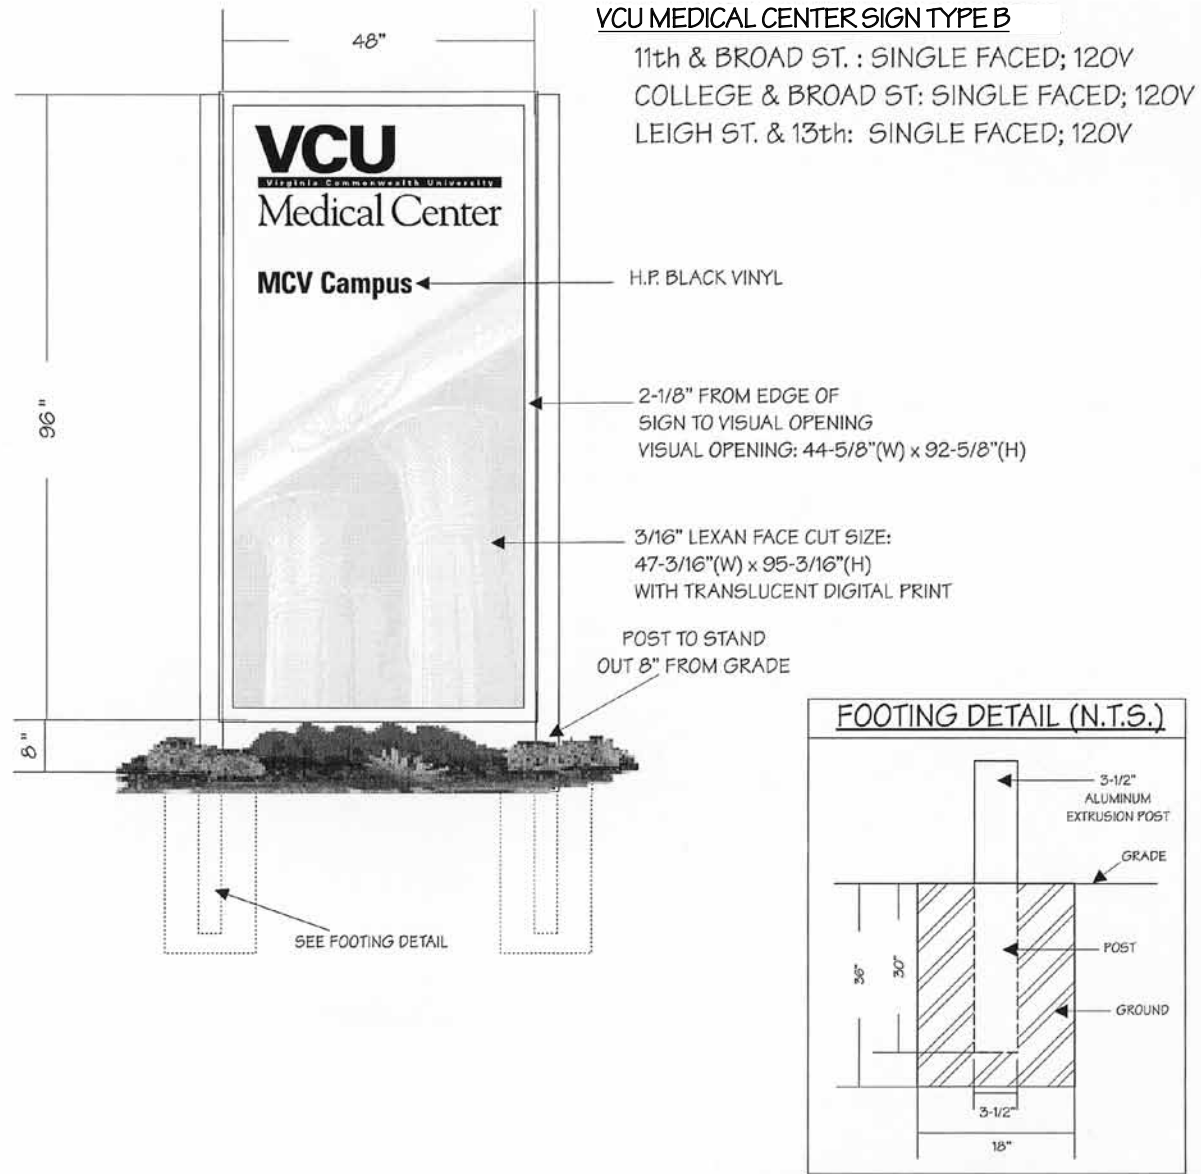 VCU MEDICAL CENTER SIGN TYPE B
11th & BROAD ST. : SINGLE FACED; 120V
COLLEGE & BROAD ST: SINGLE FACED; 120V
LEIGH ST. & 13th: SINGLE FACED; 120V
48"
VCU
Virginia Commonwealth University
Medical Center
MCV Campus
H.P. BLACK VINYL
96"
2-1/8" FROM EDGE OF
SIGN TO VISUAL OPENING
VISUAL OPENING: 44-5/8"(W) x 92-5/8"(H)
3/16" LEXAN FACE CUT SIZE:
47-3/16"(W) x 95-3/16"(H)
WITH TRANSLUCENT DIGITAL PRINT
POST TO STAND
OUT 8" FROM GRADE
8"
SEE FOOTING DETAIL
FOOTING DETAIL (N.T.S.)
3-1/2"
ALUMINUM
EXTRUSION POST
GRADE
POST
36"
30"
GROUND
3-1/2"
18"